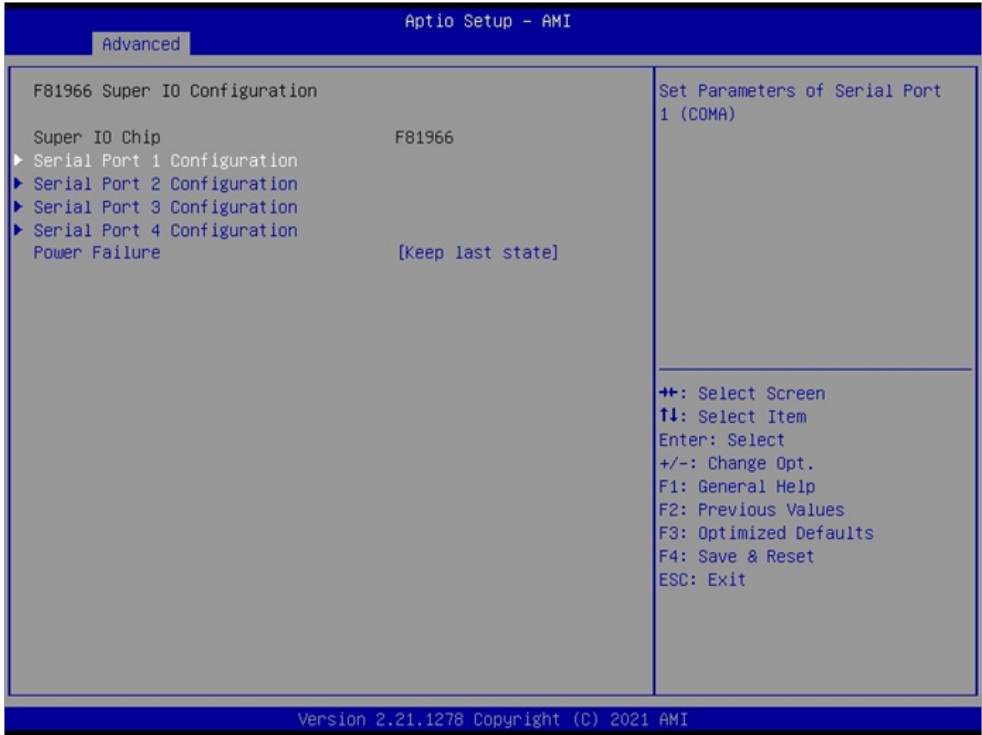 Aptio Setup - AMI
Advanced
F81966 Super IO Configuration
Super IO Chip F81966
Serial Port 1 Configuration
Serial Port 2 Configuration
Serial Port 3 Configuration
Serial Port 4 Configuration
Power Failure [Keep last state]
Set Parameters of Serial Port
1 (COMA)
→←: Select Screen
↑↓: Select Item
Enter: Select
+/-: Change Opt.
F1: General Help
F2: Previous Values
F3: Optimized Defaults
F4: Save & Reset
ESC: Exit
Version 2.21.1278 Copyright (C) 2021 AMI